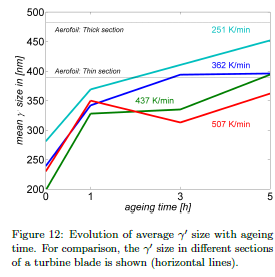 500
450
400
350
300
250
200
mean γ size in [nm]
Aerofoil: Thick section
251 K/min
Aerofoil: Thin section
362 K/min
437 K/min
507 K/min
0 1 3 5
ageing time [h]
Figure 12: Evolution of average γ′ size with ageing
time. For comparison, the γ′ size in different sections
of a turbine blade is shown (horizontal lines).